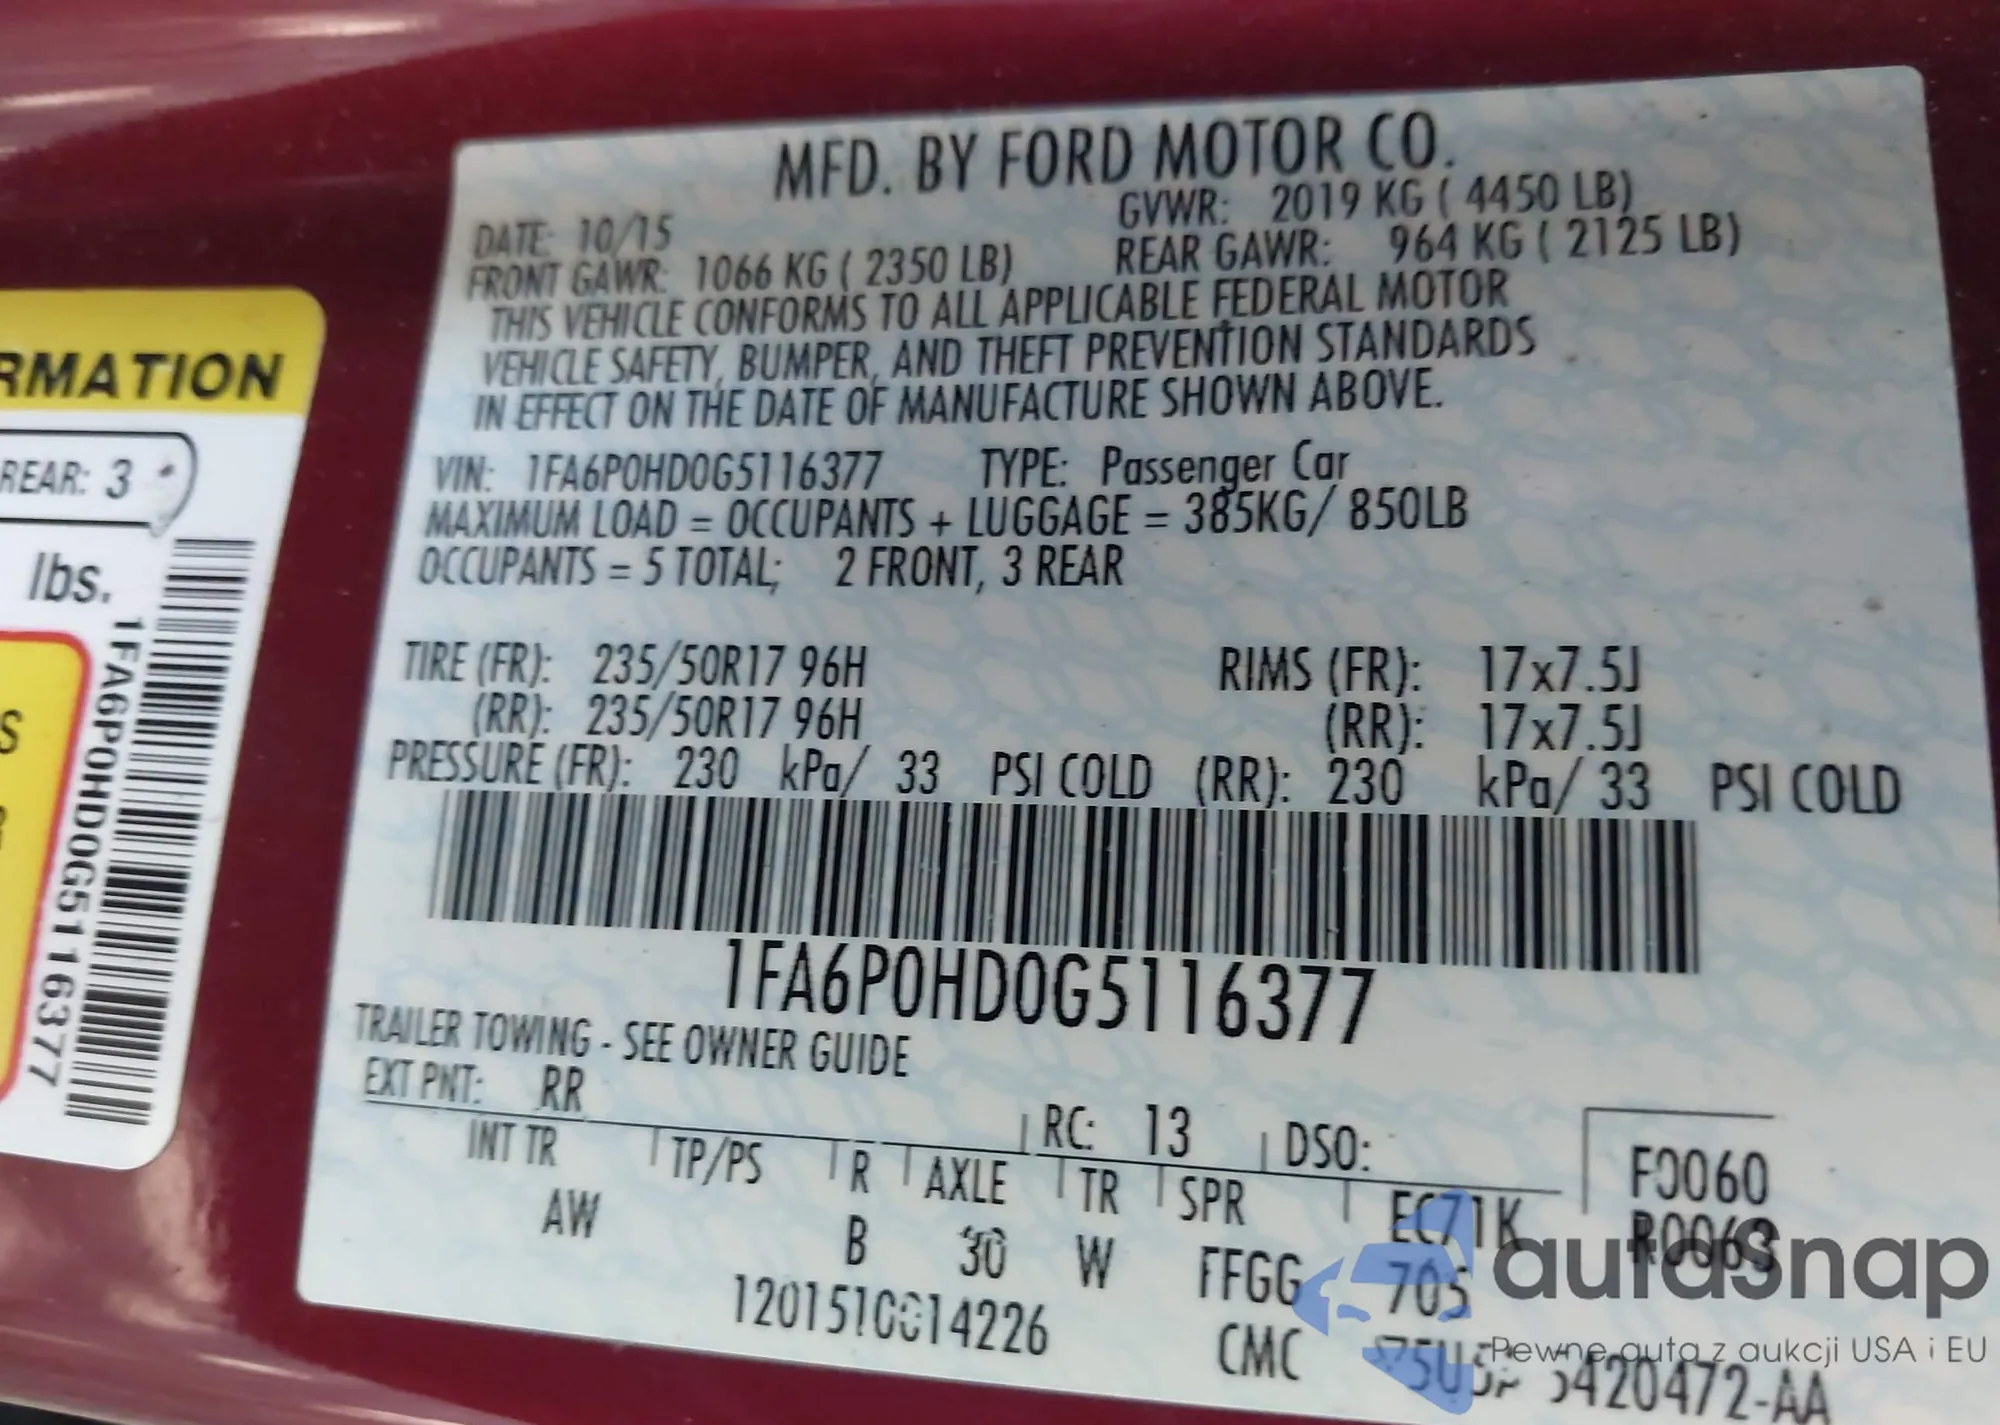 MFD. BY FORD MOTOR CO.
DATE: 10/15 GVWR: 2019 KG ( 4450 LB)
FRONT GAWR: 1066 KG ( 2350 LB) REAR GAWR: 964 KG ( 2125 LB)
THIS VEHICLE CONFORMS TO ALL APPLICABLE FEDERAL MOTOR
VEHICLE SAFETY, BUMPER, AND THEFT PREVENTION STANDARDS
IN EFFECT ON THE DATE OF MANUFACTURE SHOWN ABOVE.
VIN: 1FA6P0HD0G5116377 TYPE: Passenger Car
MAXIMUM LOAD = OCCUPANTS + LUGGAGE = 385KG/ 850LB
OCCUPANTS = 5 TOTAL; 2 FRONT, 3 REAR
TIRE (FR): 235/50R17 96H RIMS (FR): 17x7.5J
(RR): 235/50R17 96H (RR): 17x7.5J
PRESSURE (FR): 230 kPa/ 33 PSI COLD (RR): 230 kPa/ 33 PSI COLD
1FA6P0HD0G5116377
TRAILER TOWING - SEE OWNER GUIDE
EXT PNT: RR RC: 13 DSO:
INT TR TP/PS R AXLE TR SPR EC71K F0060
AW B 30 W FFGG 705 R0063
CMC
5420472-AA
RMATION
REAR: 3
lbs.
1FA6P0HD0G5116377
autosnap
Pewne auta z aukcji USA i EU